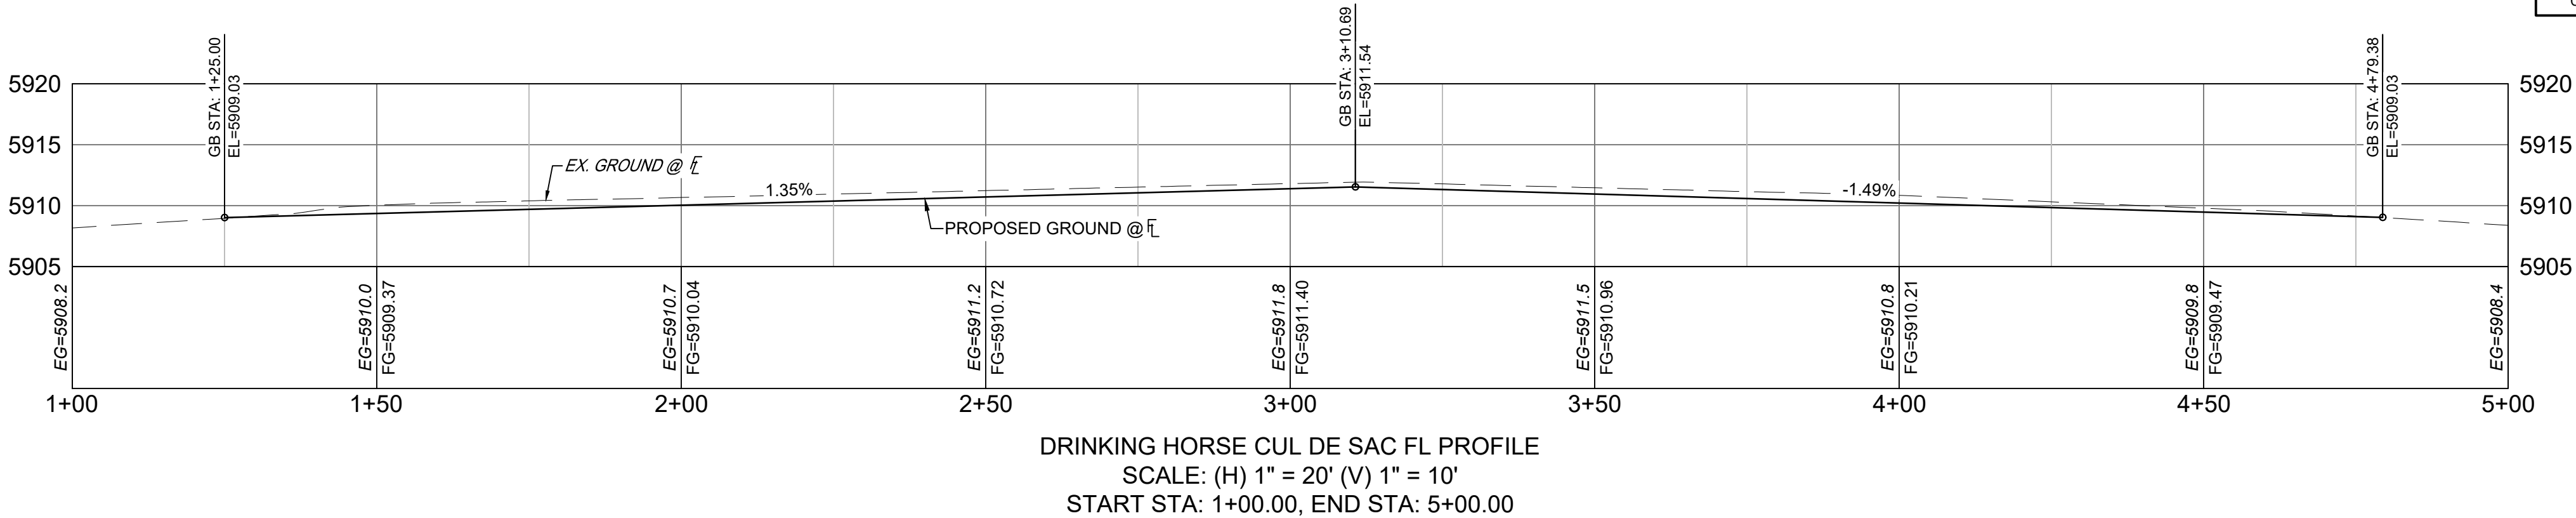 GB STA: 1+25.00
EL=5909.03
GB STA: 3+10.69
EL=5911.54
GB STA: 4+79.38
EL=5909.03
5920
5920
5915
5915
5910
5910
5905
5905
EX. GROUND @ FL
1.35%
-1.49%
PROPOSED GROUND @ FL
EG=5908.2
EG=5910.0
FG=5909.37
EG=5910.7
FG=5910.04
EG=5911.2
FG=5910.72
EG=5911.8
FG=5911.40
EG=5911.5
FG=5910.96
EG=5910.8
FG=5910.21
EG=5909.8
FG=5909.47
EG=5908.4
1+00
1+50
2+00
2+50
3+00
3+50
4+00
4+50
5+00
DRINKING HORSE CUL DE SAC FL PROFILE
SCALE: (H) 1" = 20' (V) 1" = 10'
START STA: 1+00.00, END STA: 5+00.00